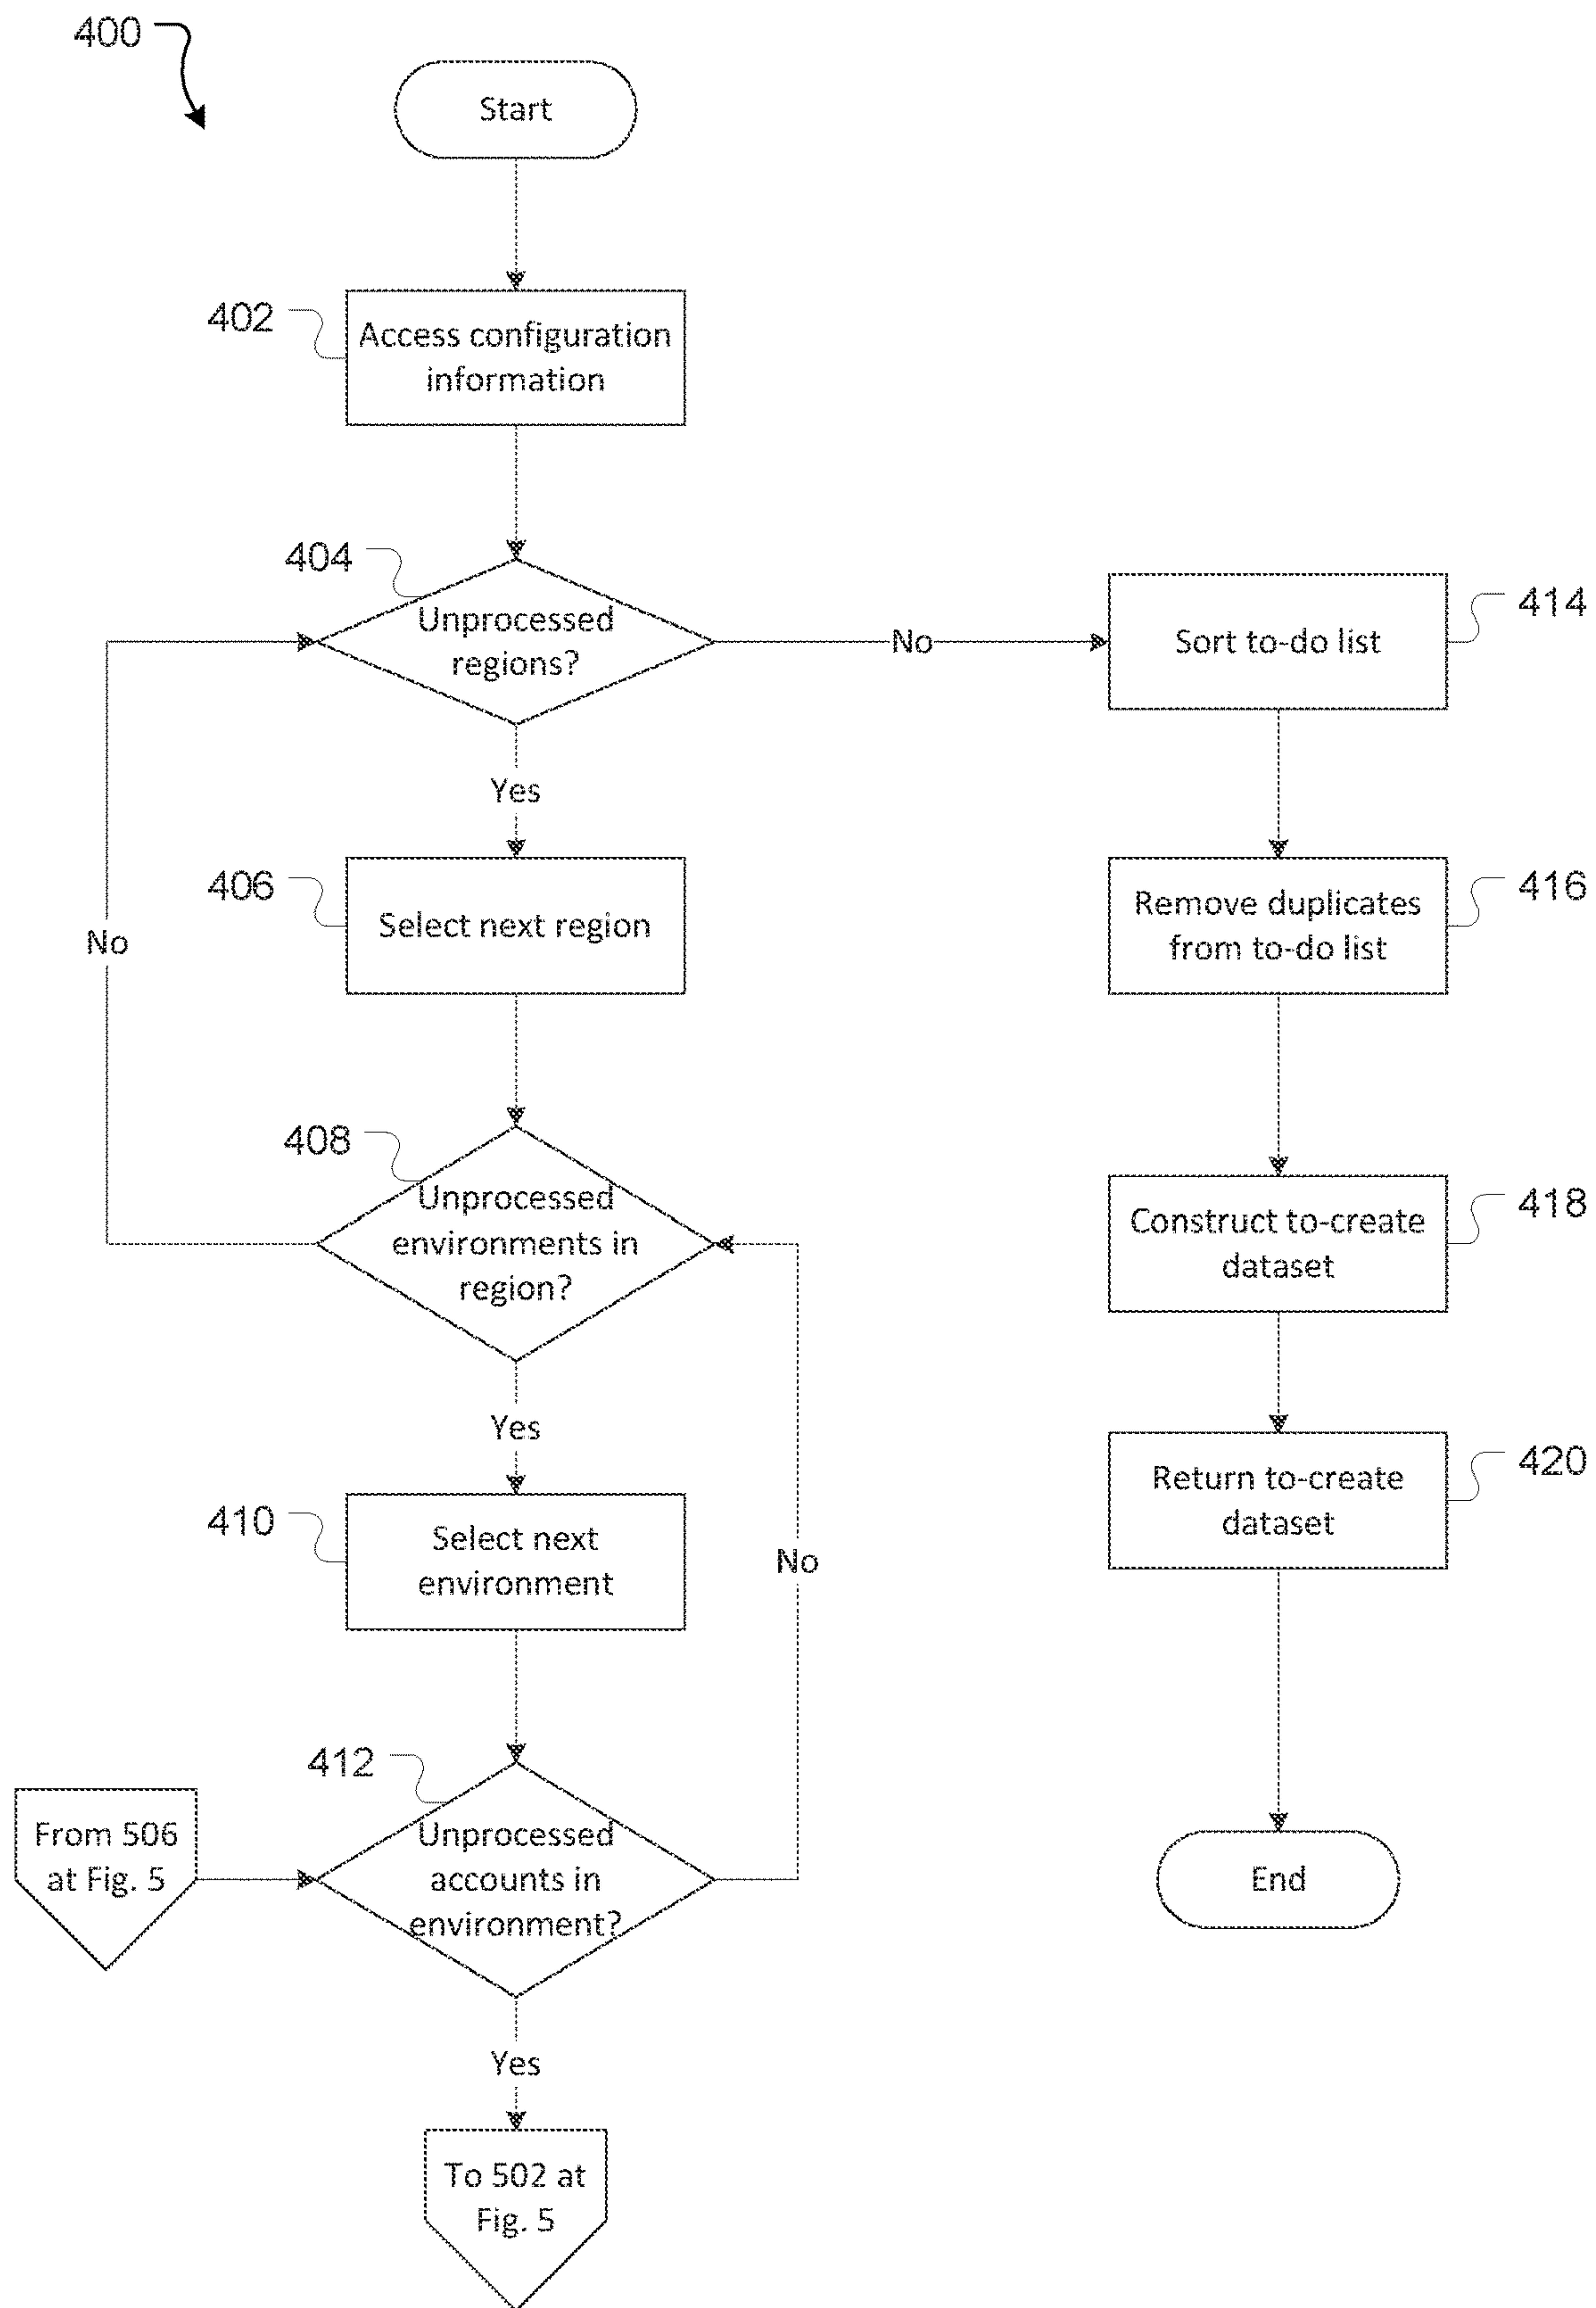 400
Start
402
Access configuration
information
404
Unprocessed
regions?
No
414
Sort to-do list
Yes
406
Select next region
416
Remove duplicates
from to-do list
No
408
Unprocessed
environments in
region?
418
Construct to-create
dataset
Yes
410
Select next
environment
No
420
Return to-create
dataset
412
Unprocessed
accounts in
environment?
From 506
at Fig. 5
End
Yes
To 502 at
Fig. 5